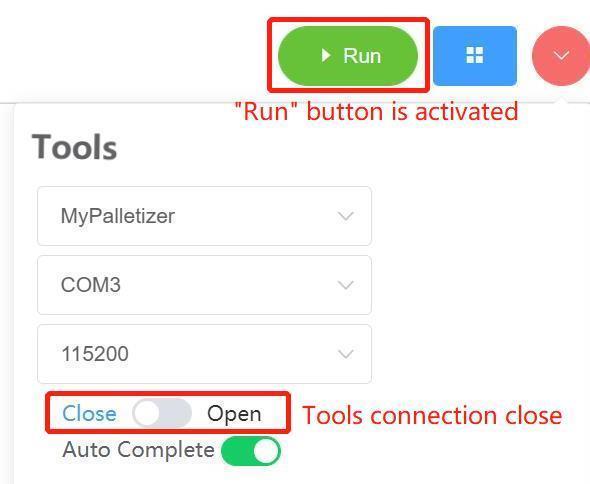 Run
"Run" button is activated
Tools
MyPalletizer
COM3
115200
Close Open Tools connection close
Auto Complete